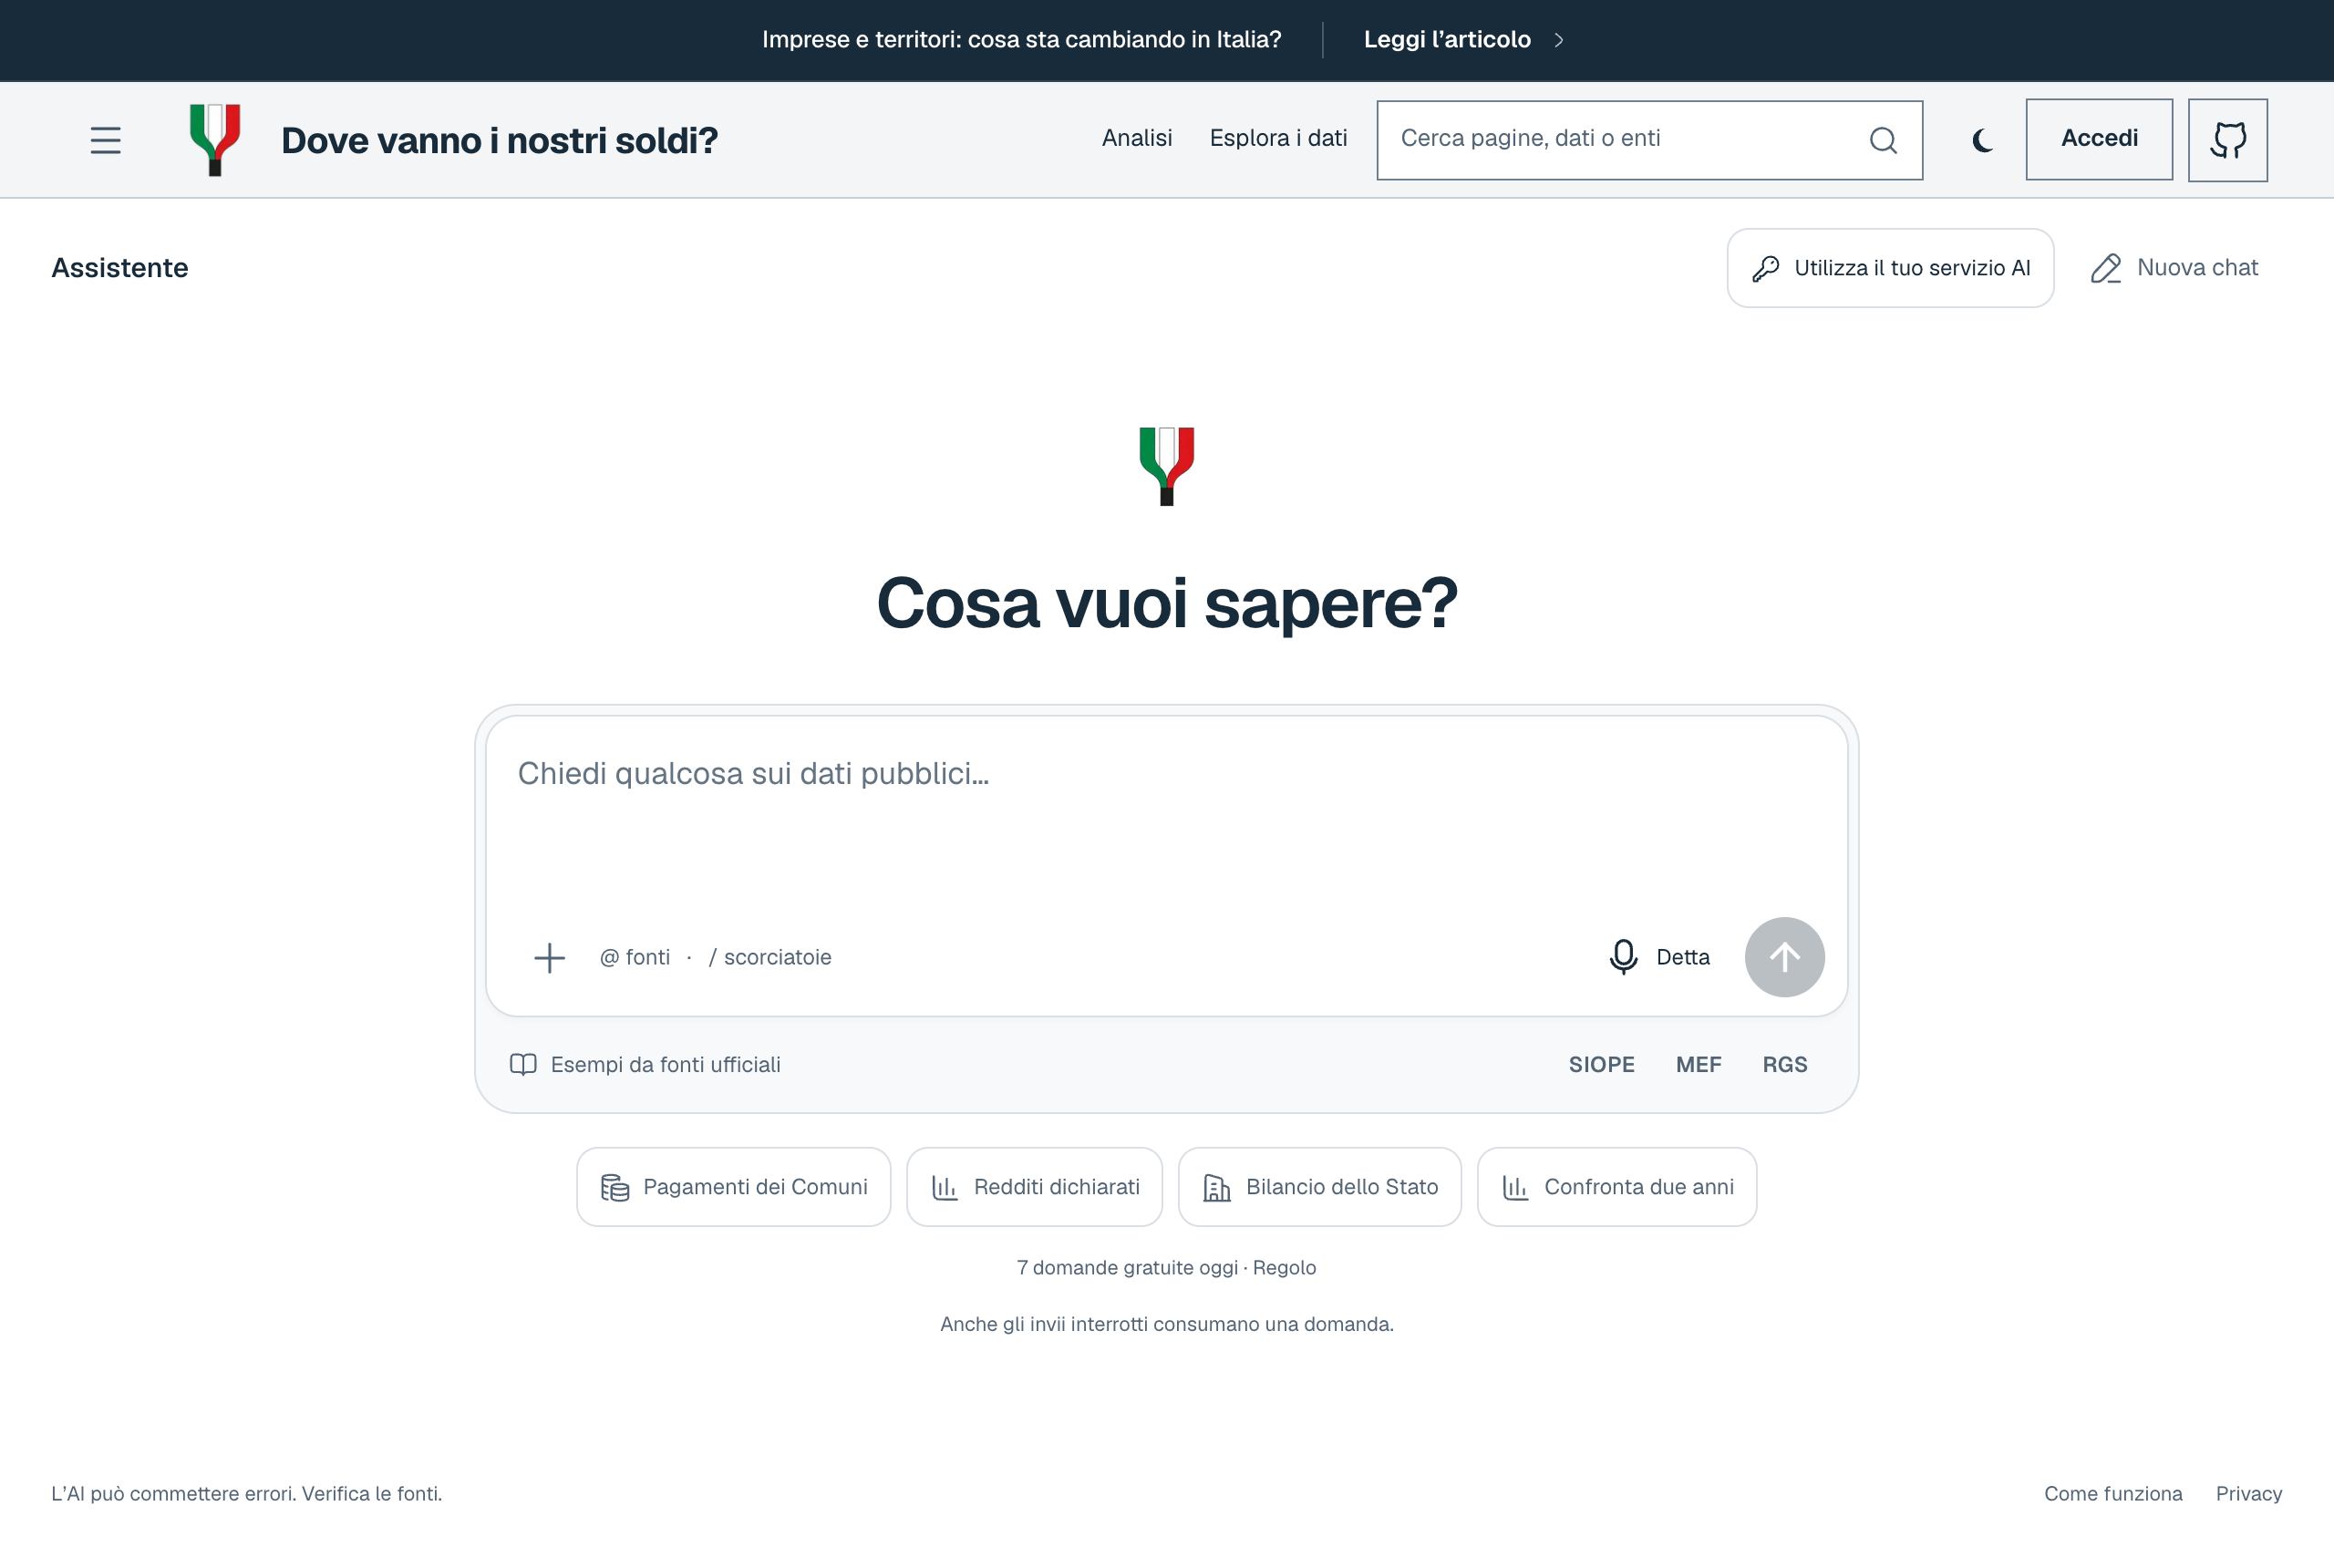 Imprese e territori: cosa sta cambiando in Italia? Leggi l’articolo
Dove vanno i nostri soldi? Analisi Esplora i dati Cerca pagine, dati o enti Accedi
Assistente Utilizza il tuo servizio AI Nuova chat
Cosa vuoi sapere?
Chiedi qualcosa sui dati pubblici…
@ fonti · / scorciatoie Detta
Esempi da fonti ufficiali SIOPE MEF RGS
Pagamenti dei Comuni Redditi dichiarati Bilancio dello Stato Confronta due anni
7 domande gratuite oggi · Regolo
Anche gli invii interrotti consumano una domanda.
L’AI può commettere errori. Verifica le fonti. Come funziona Privacy